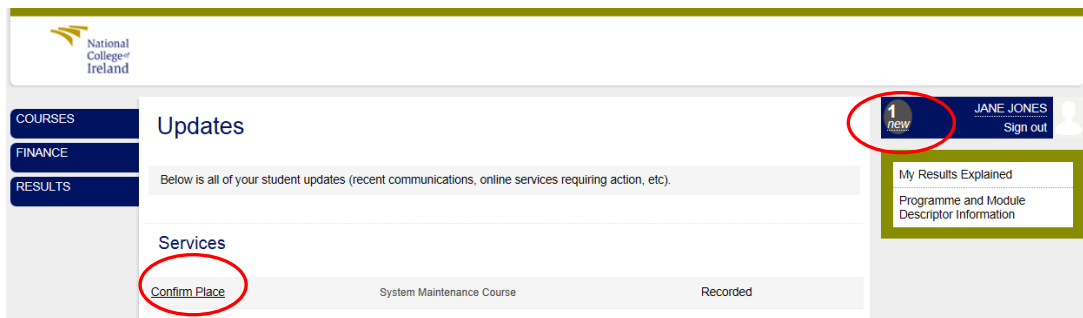 National
College of
Ireland
COURSES
FINANCE
RESULTS
Updates
Below is all of your student updates (recent communications, online services requiring action, etc).
Services
Confirm Place System Maintenance Course Recorded
1
new
JANE JONES
Sign out
My Results Explained
Programme and Module
Descriptor Information